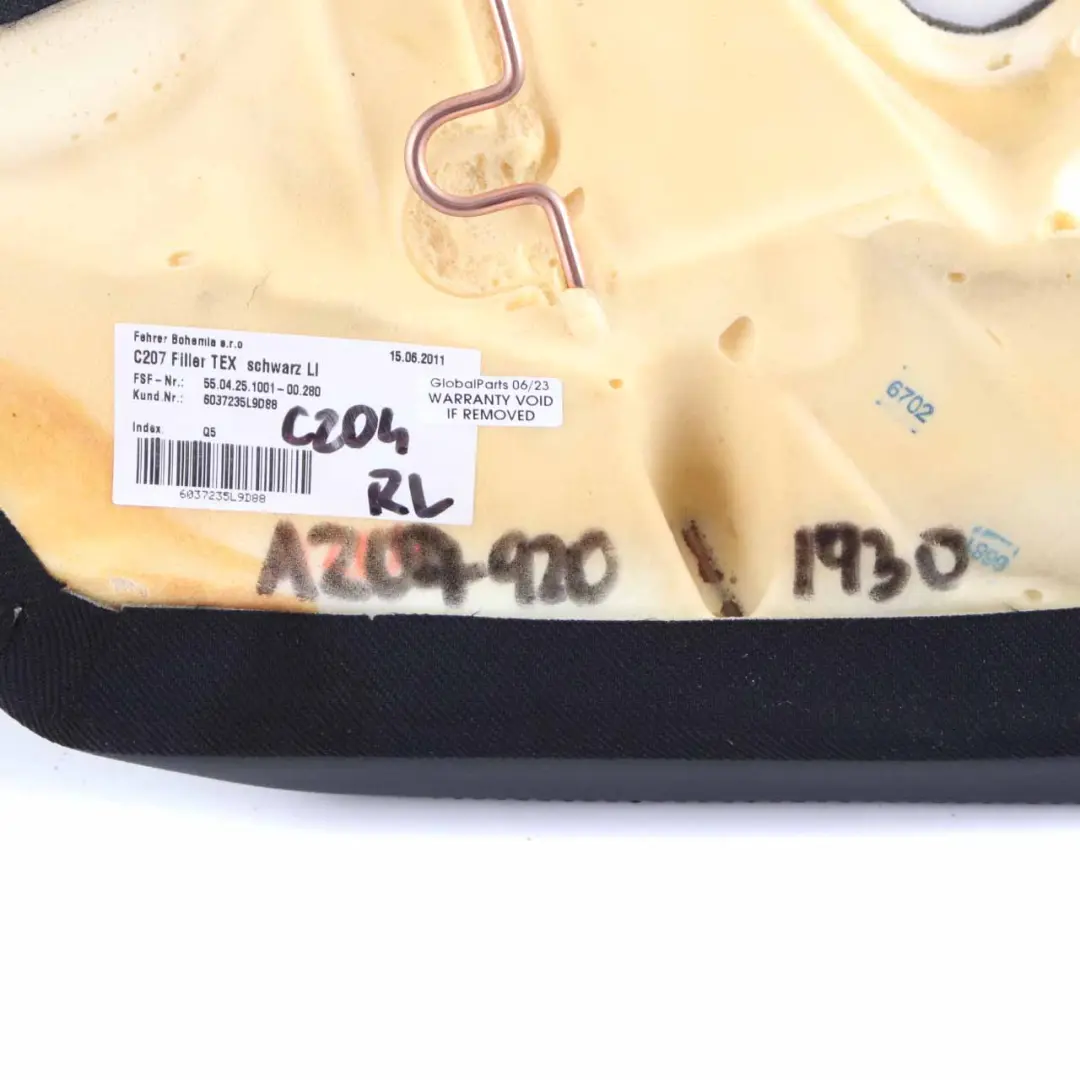 Fehrer Bohemia s.r.o
C207 Filler TEX schwarz LI
15.06.2011
FSF-Nr.: 55.04.25.1001-00.280
Kund.Nr.: 6037235L9D88
Index. Q5
6037235L9D88
GlobalParts 06/23
WARRANTY VOID
IF REMOVED
C204
RL
6702
A207-920 1930